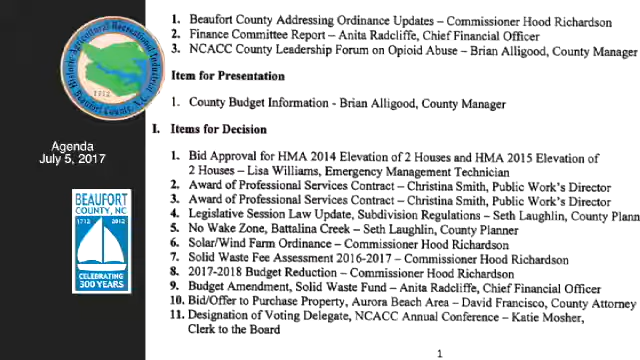 1. Beaufort County Addressing Ordinance Updates – Commissioner Hood Richardson
2. Finance Committee Report – Anita Radcliffe, Chief Financial Officer
3. NCACC County Leadership Forum on Opioid Abuse – Brian Alligood, County Manager
Item for Presentation
1. County Budget Information - Brian Alligood, County Manager
I. Items for Decision
1. Bid Approval for HMA 2014 Elevation of 2 Houses and HMA 2015 Elevation of
2 Houses – Lisa Williams, Emergency Management Technician
2. Award of Professional Services Contract – Christina Smith, Public Work's Director
3. Award of Professional Services Contract – Christina Smith, Public Work's Director
4. Legislative Session Law Update, Subdivision Regulations – Seth Laughlin, County Plann
5. No Wake Zone, Battalina Creek – Seth Laughlin, County Planner
6. Solar/Wind Farm Ordinance – Commissioner Hood Richardson
7. Solid Waste Fee Assessment 2016-2017 – Commissioner Hood Richardson
8. 2017-2018 Budget Reduction – Commissioner Hood Richardson
9. Budget Amendment, Solid Waste Fund – Anita Radcliffe, Chief Financial Officer
10. Bid/Offer to Purchase Property, Aurora Beach Area – David Francisco, County Attorney
11. Designation of Voting Delegate, NCACC Annual Conference – Katie Mosher,
Clerk to the Board
1
Historic Agricultural Recreational Industrial
1712
Beaufort County, N.C.
Agenda
July 5, 2017
BEAUFORT
COUNTY, NC
1712 2012
CELEBRATING
300 YEARS